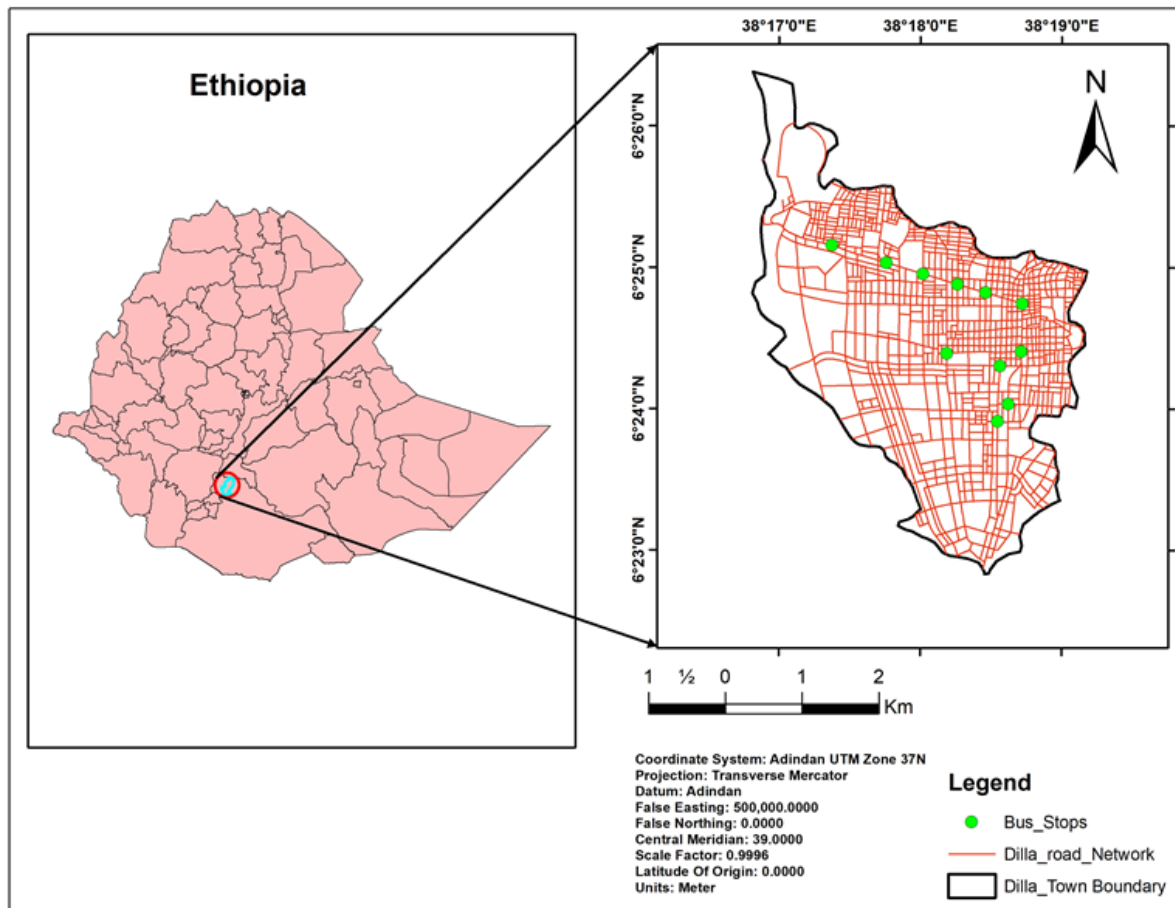 Ethiopia
38°17'0"E 38°18'0"E 38°19'0"E
N
6°26'0"N
6°25'0"N
6°24'0"N
6°23'0"N
1 ½ 0 1 2
Km
Coordinate System: Adindan UTM Zone 37N
Projection: Transverse Mercator
Datum: Adindan
False Easting: 500,000.0000
False Northing: 0.0000
Central Meridian: 39.0000
Scale Factor: 0.9996
Latitude Of Origin: 0.0000
Units: Meter
Legend
Bus_Stops
Dilla_road_Network
Dilla_Town Boundary